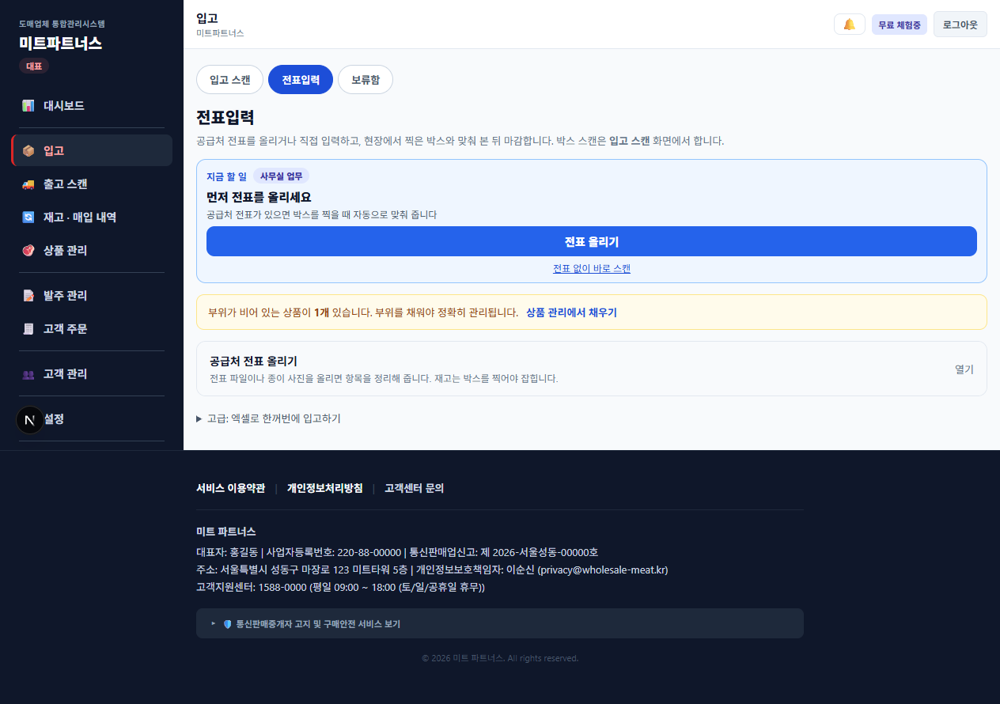 도매업체 통합관리시스템
미트파트너스
대표
대시보드
입고
출고 스캔
재고 · 매입 내역
상품 관리
발주 관리
고객 주문
고객 관리
N
설정
입고
미트파트너스
무료 체험중
로그아웃
입고 스캔
전표입력
보류함
전표입력
공급처 전표를 올리거나 직접 입력하고, 현장에서 찍은 박스와 맞춰 본 뒤 마감합니다. 박스 스캔은 입고 스캔 화면에서 합니다.
지금 할 일 사무실 업무
먼저 전표를 올리세요
공급처 전표가 있으면 박스를 찍을 때 자동으로 맞춰 줍니다
전표 올리기
전표 없이 바로 스캔
부위가 비어 있는 상품이 1개 있습니다. 부위를 채워야 정확히 관리됩니다. 상품 관리에서 채우기
공급처 전표 올리기
전표 파일이나 종이 사진을 올리면 항목을 정리해 줍니다. 재고는 박스를 찍어야 잡힙니다.
열기
▶ 고급: 엑셀로 한꺼번에 입고하기
서비스 이용약관 | 개인정보처리방침 | 고객센터 문의
미트 파트너스
대표자: 홍길동 | 사업자등록번호: 220-88-00000 | 통신판매업신고: 제 2026-서울성동-00000호
주소: 서울특별시 성동구 마장로 123 미트타워 5층 | 개인정보보호책임자: 이순신 (privacy@wholesale-meat.kr)
고객지원센터: 1588-0000 (평일 09:00 ~ 18:00 (토/일/공휴일 휴무))
▸ 통신판매중개자 고지 및 구매안전 서비스 보기
© 2026 미트 파트너스. All rights reserved.